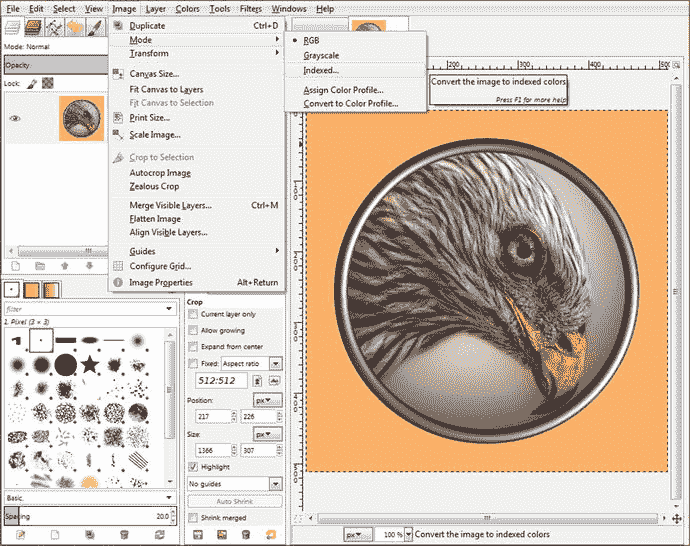 File Edit Select View Image Layer Colors Tools Filters Windows Help
Mode: Normal
Opacity
Lock:
Duplicate Ctrl+D
Mode
Transform
Canvas Size...
Fit Canvas to Layers
Fit Canvas to Selection
Print Size...
Scale Image...
Crop to Selection
Autocrop Image
Zealous Crop
Merge Visible Layers... Ctrl+M
Flatten Image
Align Visible Layers...
Guides
Configure Grid...
Image Properties Alt+Return
RGB
Grayscale
Indexed...
Assign Color Profile...
Convert to Color Profile...
Convert the image to indexed colors
Press F1 for more help
300 400 500
100
200
300
400
500
filter
1. Pixel (3 × 3)
Basic.
Spacing 20.0
Crop
Current layer only
Allow growing
Expand from center
Fixed: Aspect ratio
512:512
Position: px
217 226
Size: px
1366 307
Highlight
No guides
Auto Shrink
Shrink merged
px 100 % Convert the image to indexed colors